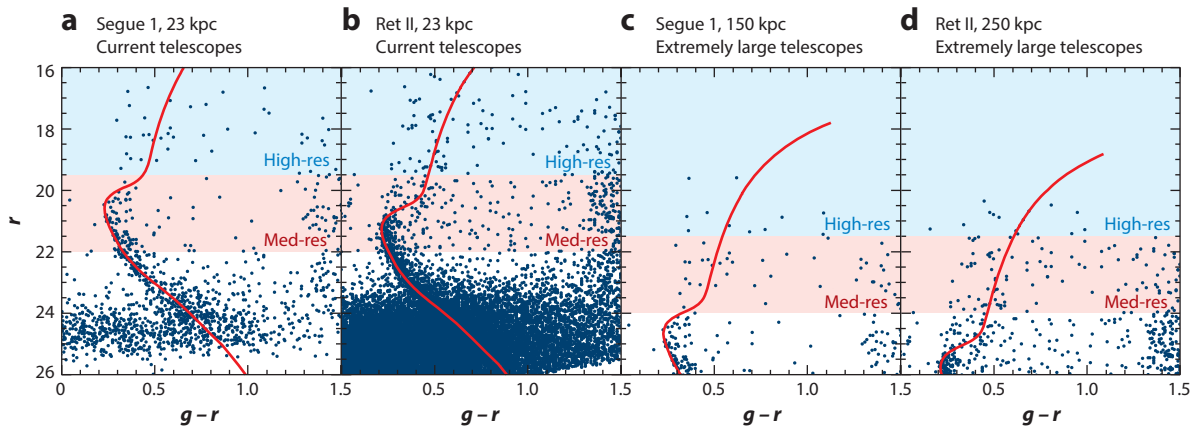 a Segue 1, 23 kpc
Current telescopes
b Ret II, 23 kpc
Current telescopes
c Segue 1, 150 kpc
Extremely large telescopes
d Ret II, 250 kpc
Extremely large telescopes
r
16
18
20
22
24
26
High-res
Med-res
0 0.5 1.0 1.5
g – r
High-res
Med-res
0.5 1.0 1.5
g – r
High-res
Med-res
0.5 1.0 1.5
g – r
High-res
Med-res
0.5 1.0 1.5
g – r